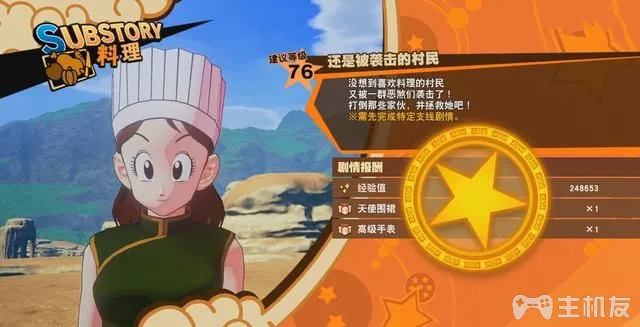 SUBSTORY
料理
建议等级
76
还是被袭击的村民
没想到喜欢料理的村民
又被一群恶煞们袭击了！
打倒那些家伙，并拯救她吧！
※需先完成特定支线剧情。
剧情报酬
经验值 248653
天使围裙 ×1
高级手表 ×1
主机友